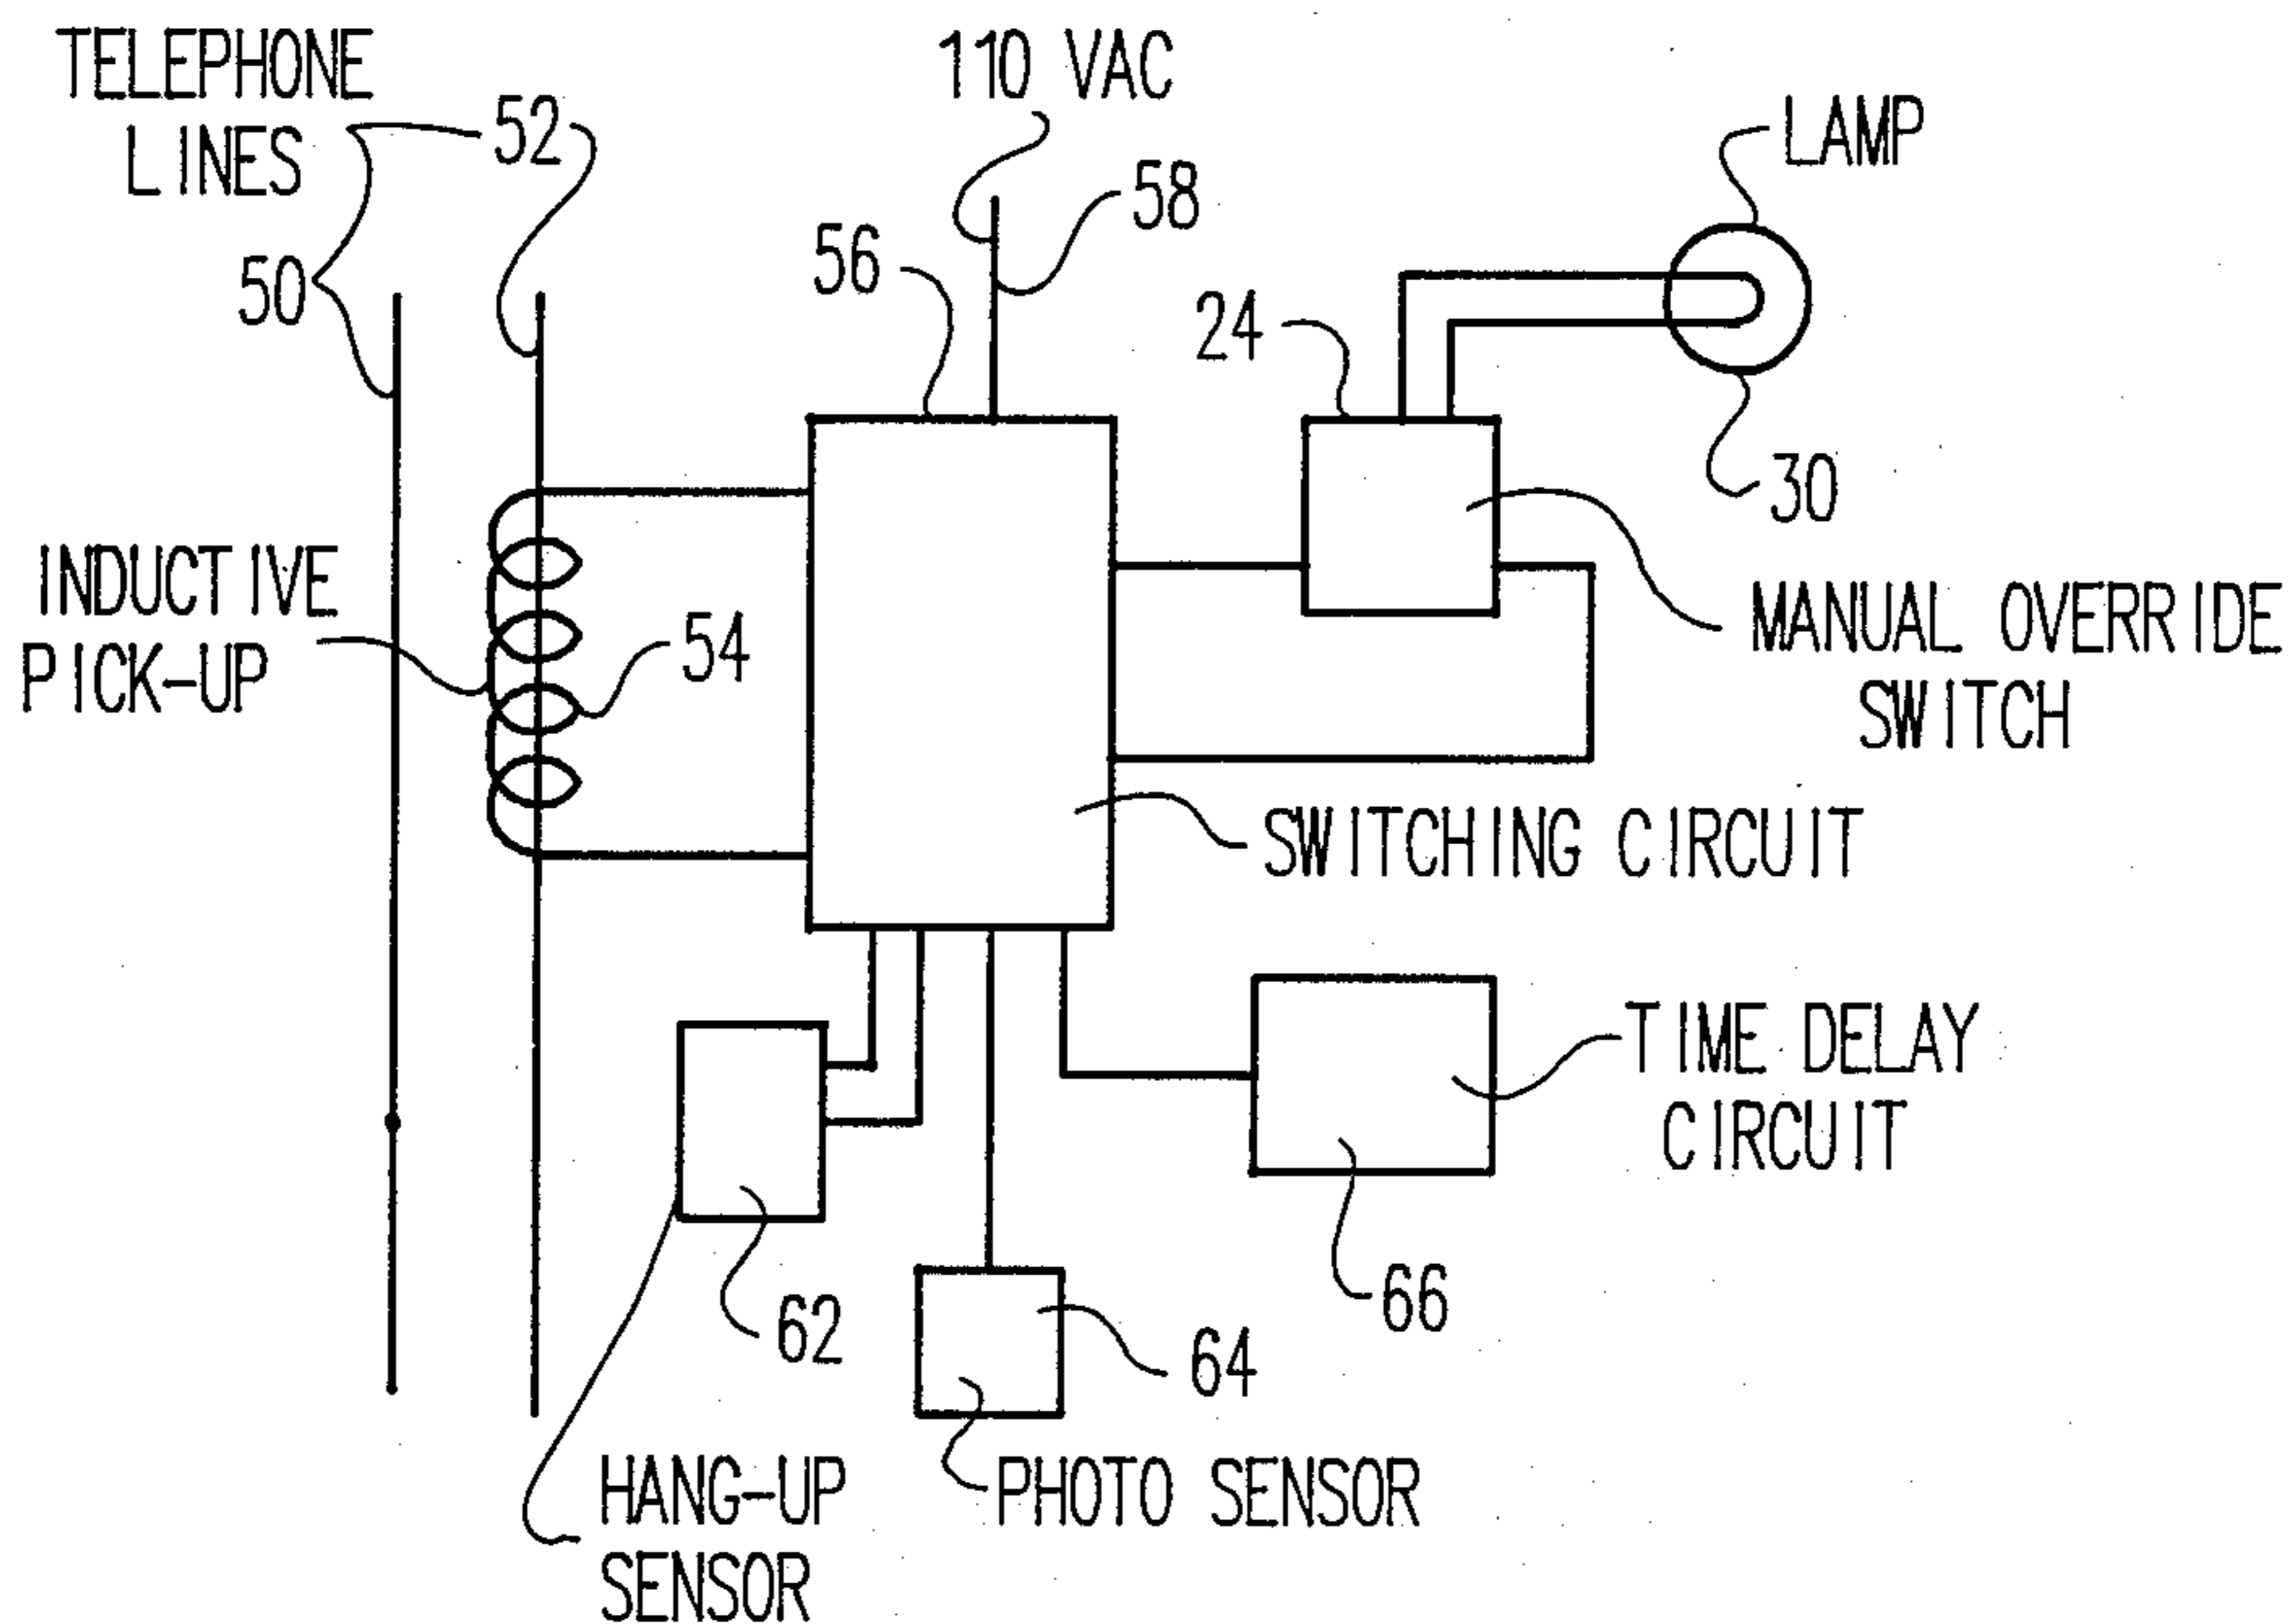 TELEPHONE
LINES
50
52
110 VAC
58
56
24
LAMP
30
INDUCTIVE
PICK-UP
54
MANUAL OVERRIDE
SWITCH
SWITCHING CIRCUIT
TIME DELAY
CIRCUIT
62
64
66
HANG-UP
SENSOR
PHOTO SENSOR